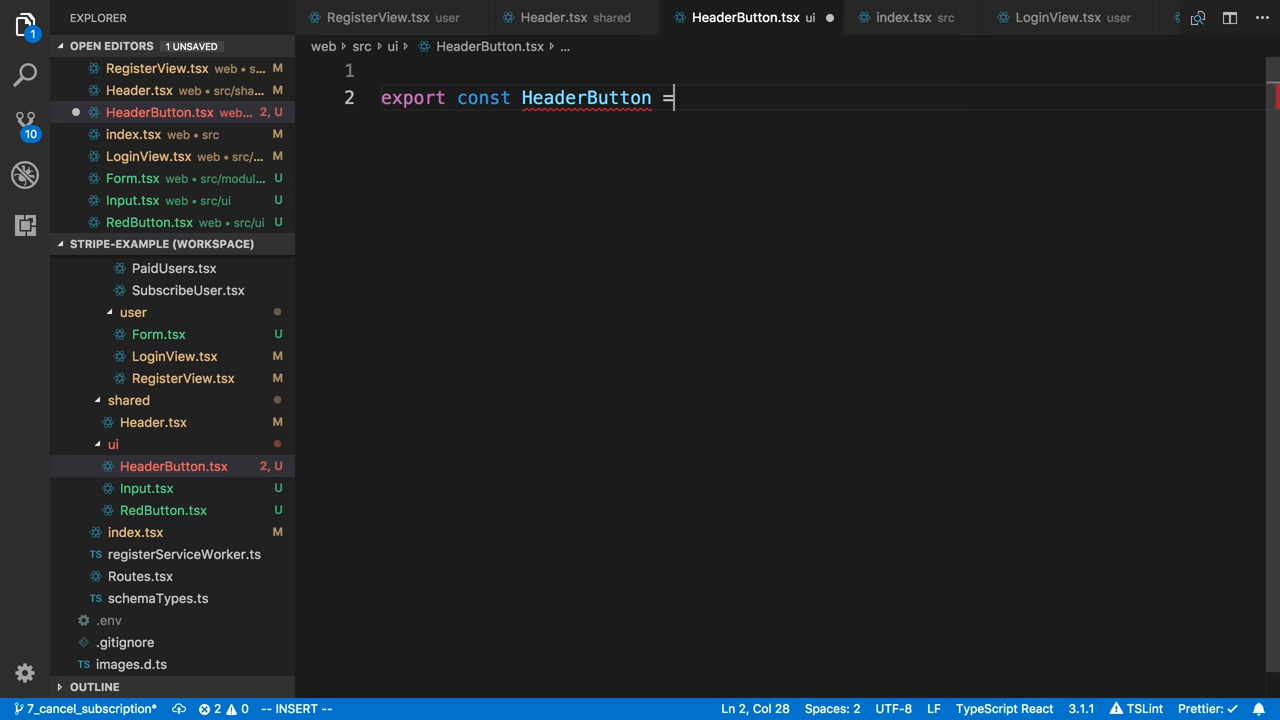 EXPLORER
RegisterView.tsx user
Header.tsx shared
HeaderButton.tsx ui
index.tsx src
LoginView.tsx user
1
OPEN EDITORS 1 UNSAVED
web src ui HeaderButton.tsx ...
RegisterView.tsx web • s... M
Header.tsx web • src/sha... M
HeaderButton.tsx web... 2, U
index.tsx web • src M
LoginView.tsx web • src/... M
Form.tsx web • src/modul... U
Input.tsx web • src/ui U
RedButton.tsx web • src/ui U
10
1
2 export const HeaderButton =
STRIPE-EXAMPLE (WORKSPACE)
PaidUsers.tsx
SubscribeUser.tsx
user
Form.tsx U
LoginView.tsx M
RegisterView.tsx M
shared
Header.tsx M
ui
HeaderButton.tsx 2, U
Input.tsx U
RedButton.tsx U
index.tsx M
TS registerServiceWorker.ts
Routes.tsx
TS schemaTypes.ts
.env
.gitignore
TS images.d.ts
OUTLINE
7_cancel_subscription* 2 0 -- INSERT -- Ln 2, Col 28 Spaces: 2 UTF-8 LF TypeScript React 3.1.1 TSLint Prettier: ✓